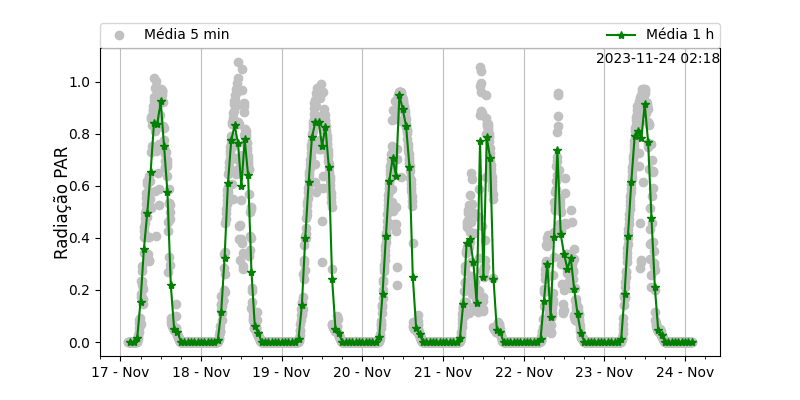 Média 5 min
Média 1 h
2023-11-24 02:18
Radiação PAR
1.0
0.8
0.6
0.4
0.2
0.0
17 - Nov
18 - Nov
19 - Nov
20 - Nov
21 - Nov
22 - Nov
23 - Nov
24 - Nov